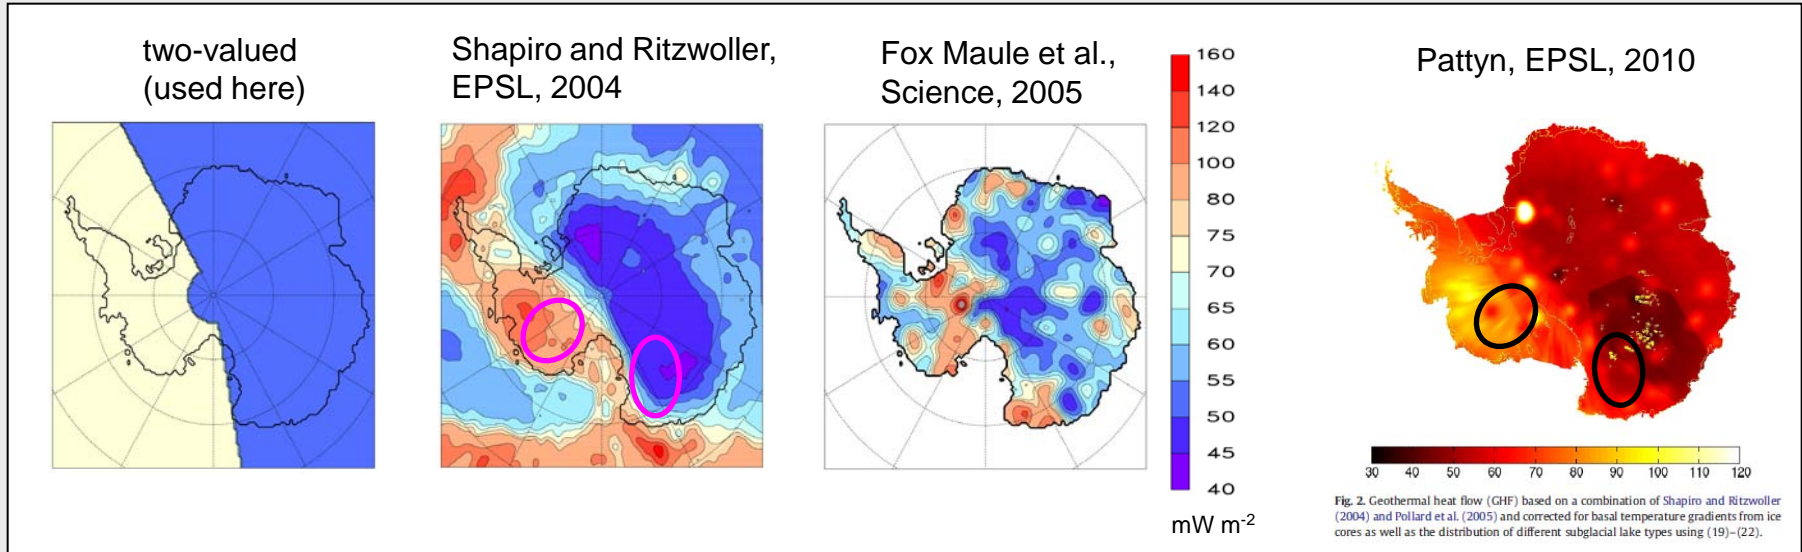 two-valued
(used here)
Shapiro and Ritzwoller,
EPSL, 2004
Fox Maule et al.,
Science, 2005
160
140
120
100
80
75
70
65
60
55
50
45
40
mW m-2
Pattyn, EPSL, 2010
30 40 50 60 70 80 90 100 110 120
Fig. 2. Geothermal heat flow (GHF) based on a combination of Shapiro and Ritzwoller
(2004) and Pollard et al. (2005) and corrected for basal temperature gradients from ice
cores as well as the distribution of different subglacial lake types using (19)–(22).